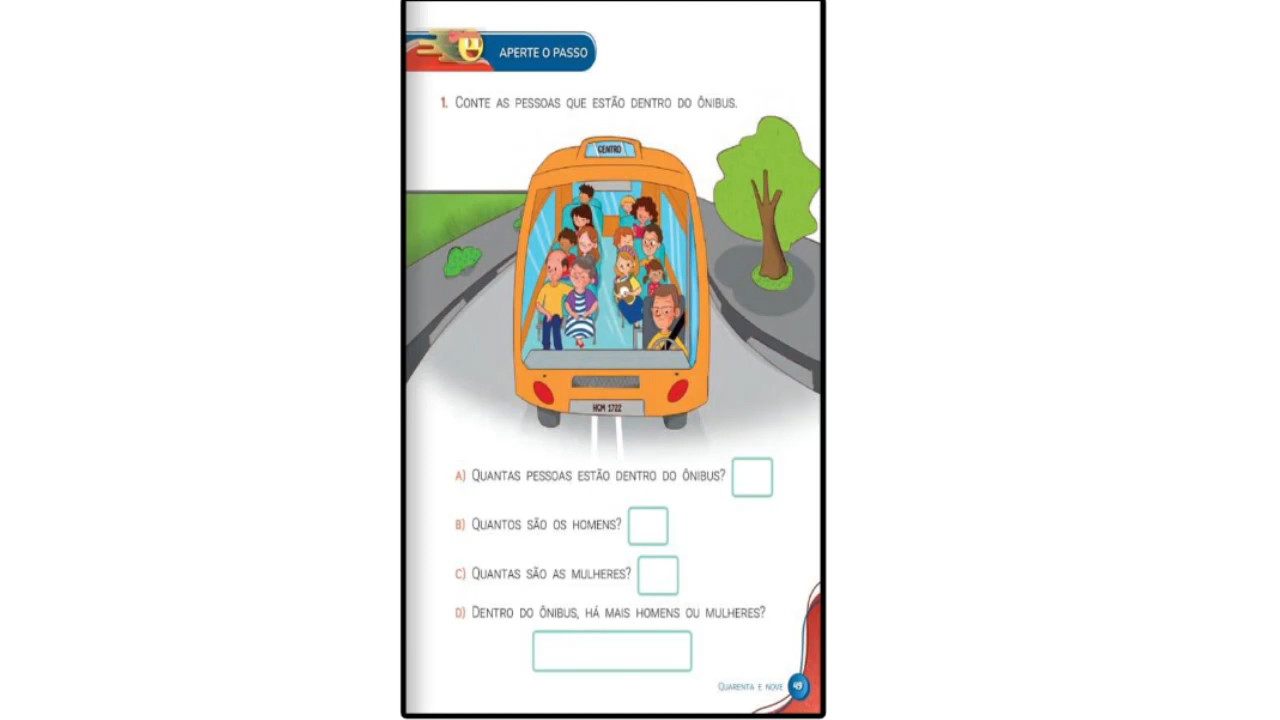 APERTE O PASSO
1. CONTE AS PESSOAS QUE ESTÃO DENTRO DO ÔNIBUS.
CENTRO
HGM 1722
A) QUANTAS PESSOAS ESTÃO DENTRO DO ÔNIBUS?
B) QUANTOS SÃO OS HOMENS?
C) QUANTAS SÃO AS MULHERES?
D) DENTRO DO ÔNIBUS, HÁ MAIS HOMENS OU MULHERES?
QUARENTA E NOVE 49